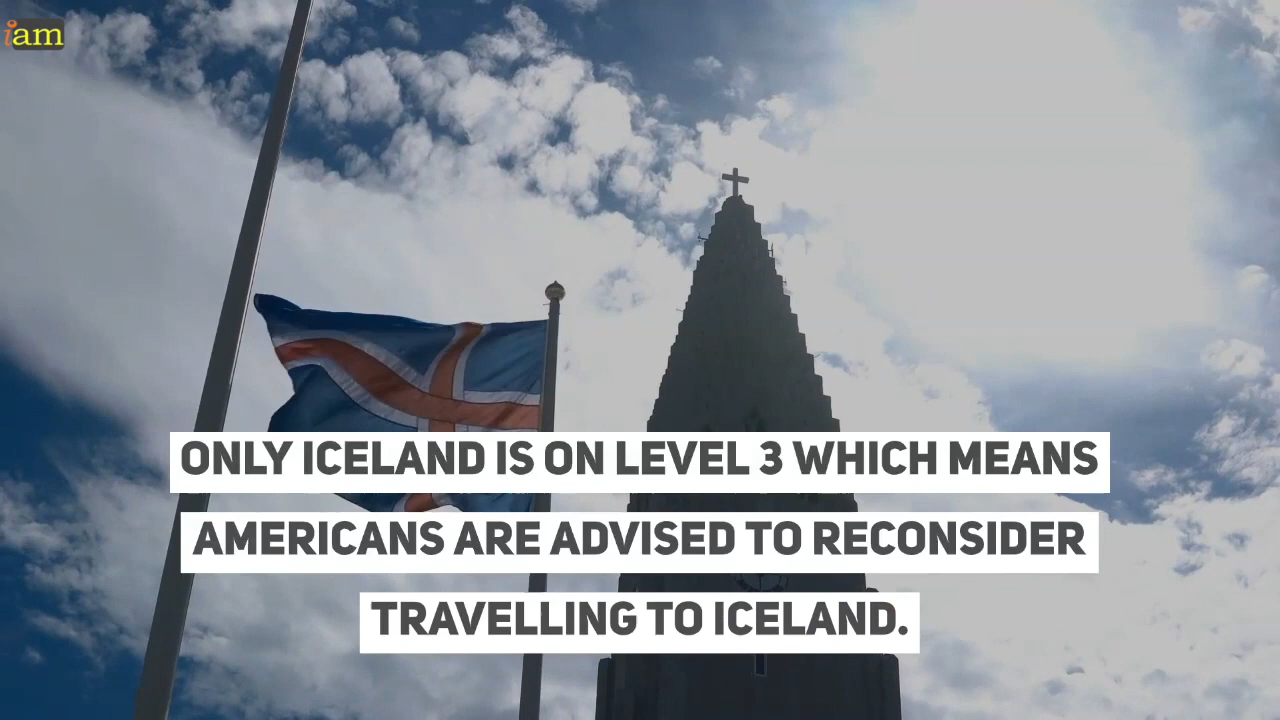 iam
ONLY ICELAND IS ON LEVEL 3 WHICH MEANS
AMERICANS ARE ADVISED TO RECONSIDER
TRAVELLING TO ICELAND.